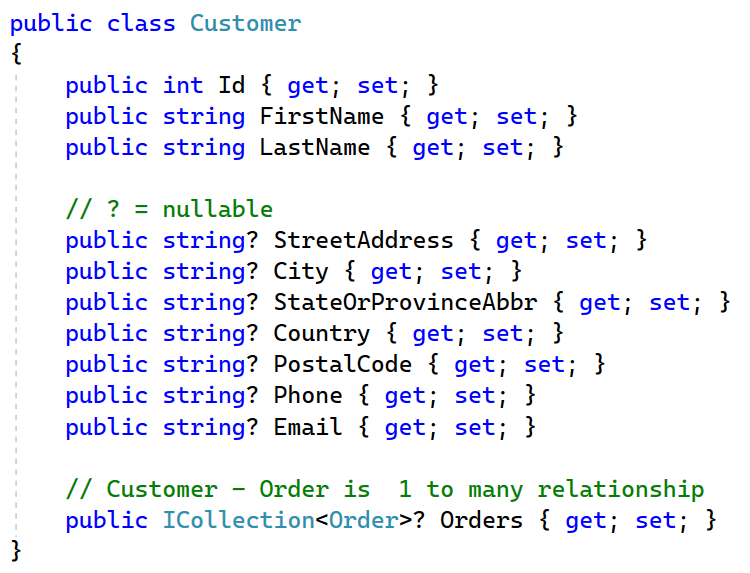 public class Customer
{
    public int Id { get; set; }
    public string FirstName { get; set; }
    public string LastName { get; set; }

    // ? = nullable
    public string? StreetAddress { get; set; }
    public string? City { get; set; }
    public string? StateOrProvinceAbbr { get; set; }
    public string? Country { get; set; }
    public string? PostalCode { get; set; }
    public string? Phone { get; set; }
    public string? Email { get; set; }

    // Customer – Order is  1 to many relationship
    public ICollection<Order>? Orders { get; set; }
}